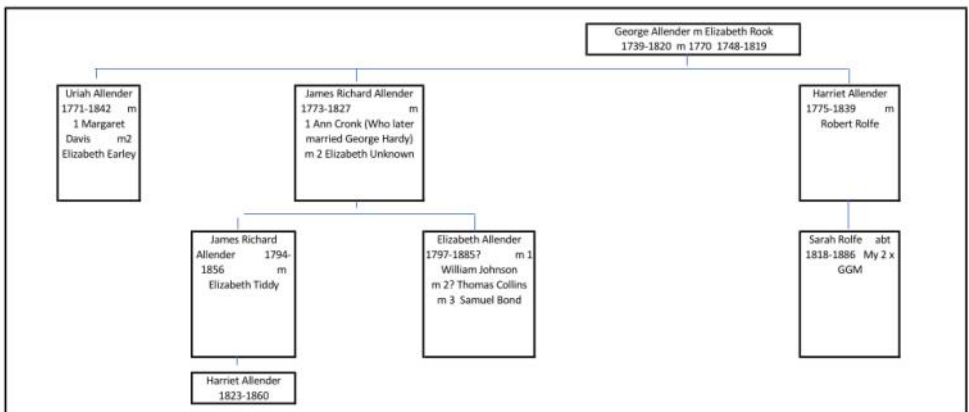 George Allender m Elizabeth Rook
1739-1820 m 1770 1748-1819
Uriah Allender
1771-1842 m
1 Margaret
Davis m2
Elizabeth Earley
James Richard Allender
1773-1827 m
1 Ann Cronk (Who later
married George Hardy)
m 2 Elizabeth Unknown
Harriet Allender
1775-1839 m
Robert Rolfe
James Richard
Allender 1794-
1856 m
Elizabeth Tiddy
Elizabeth Allender
1797-1885? m 1
William Johnson
m 2? Thomas Collins
m 3 Samuel Bond
Sarah Rolfe abt
1818-1886 My 2 x
GGM
Harriet Allender
1823-1860